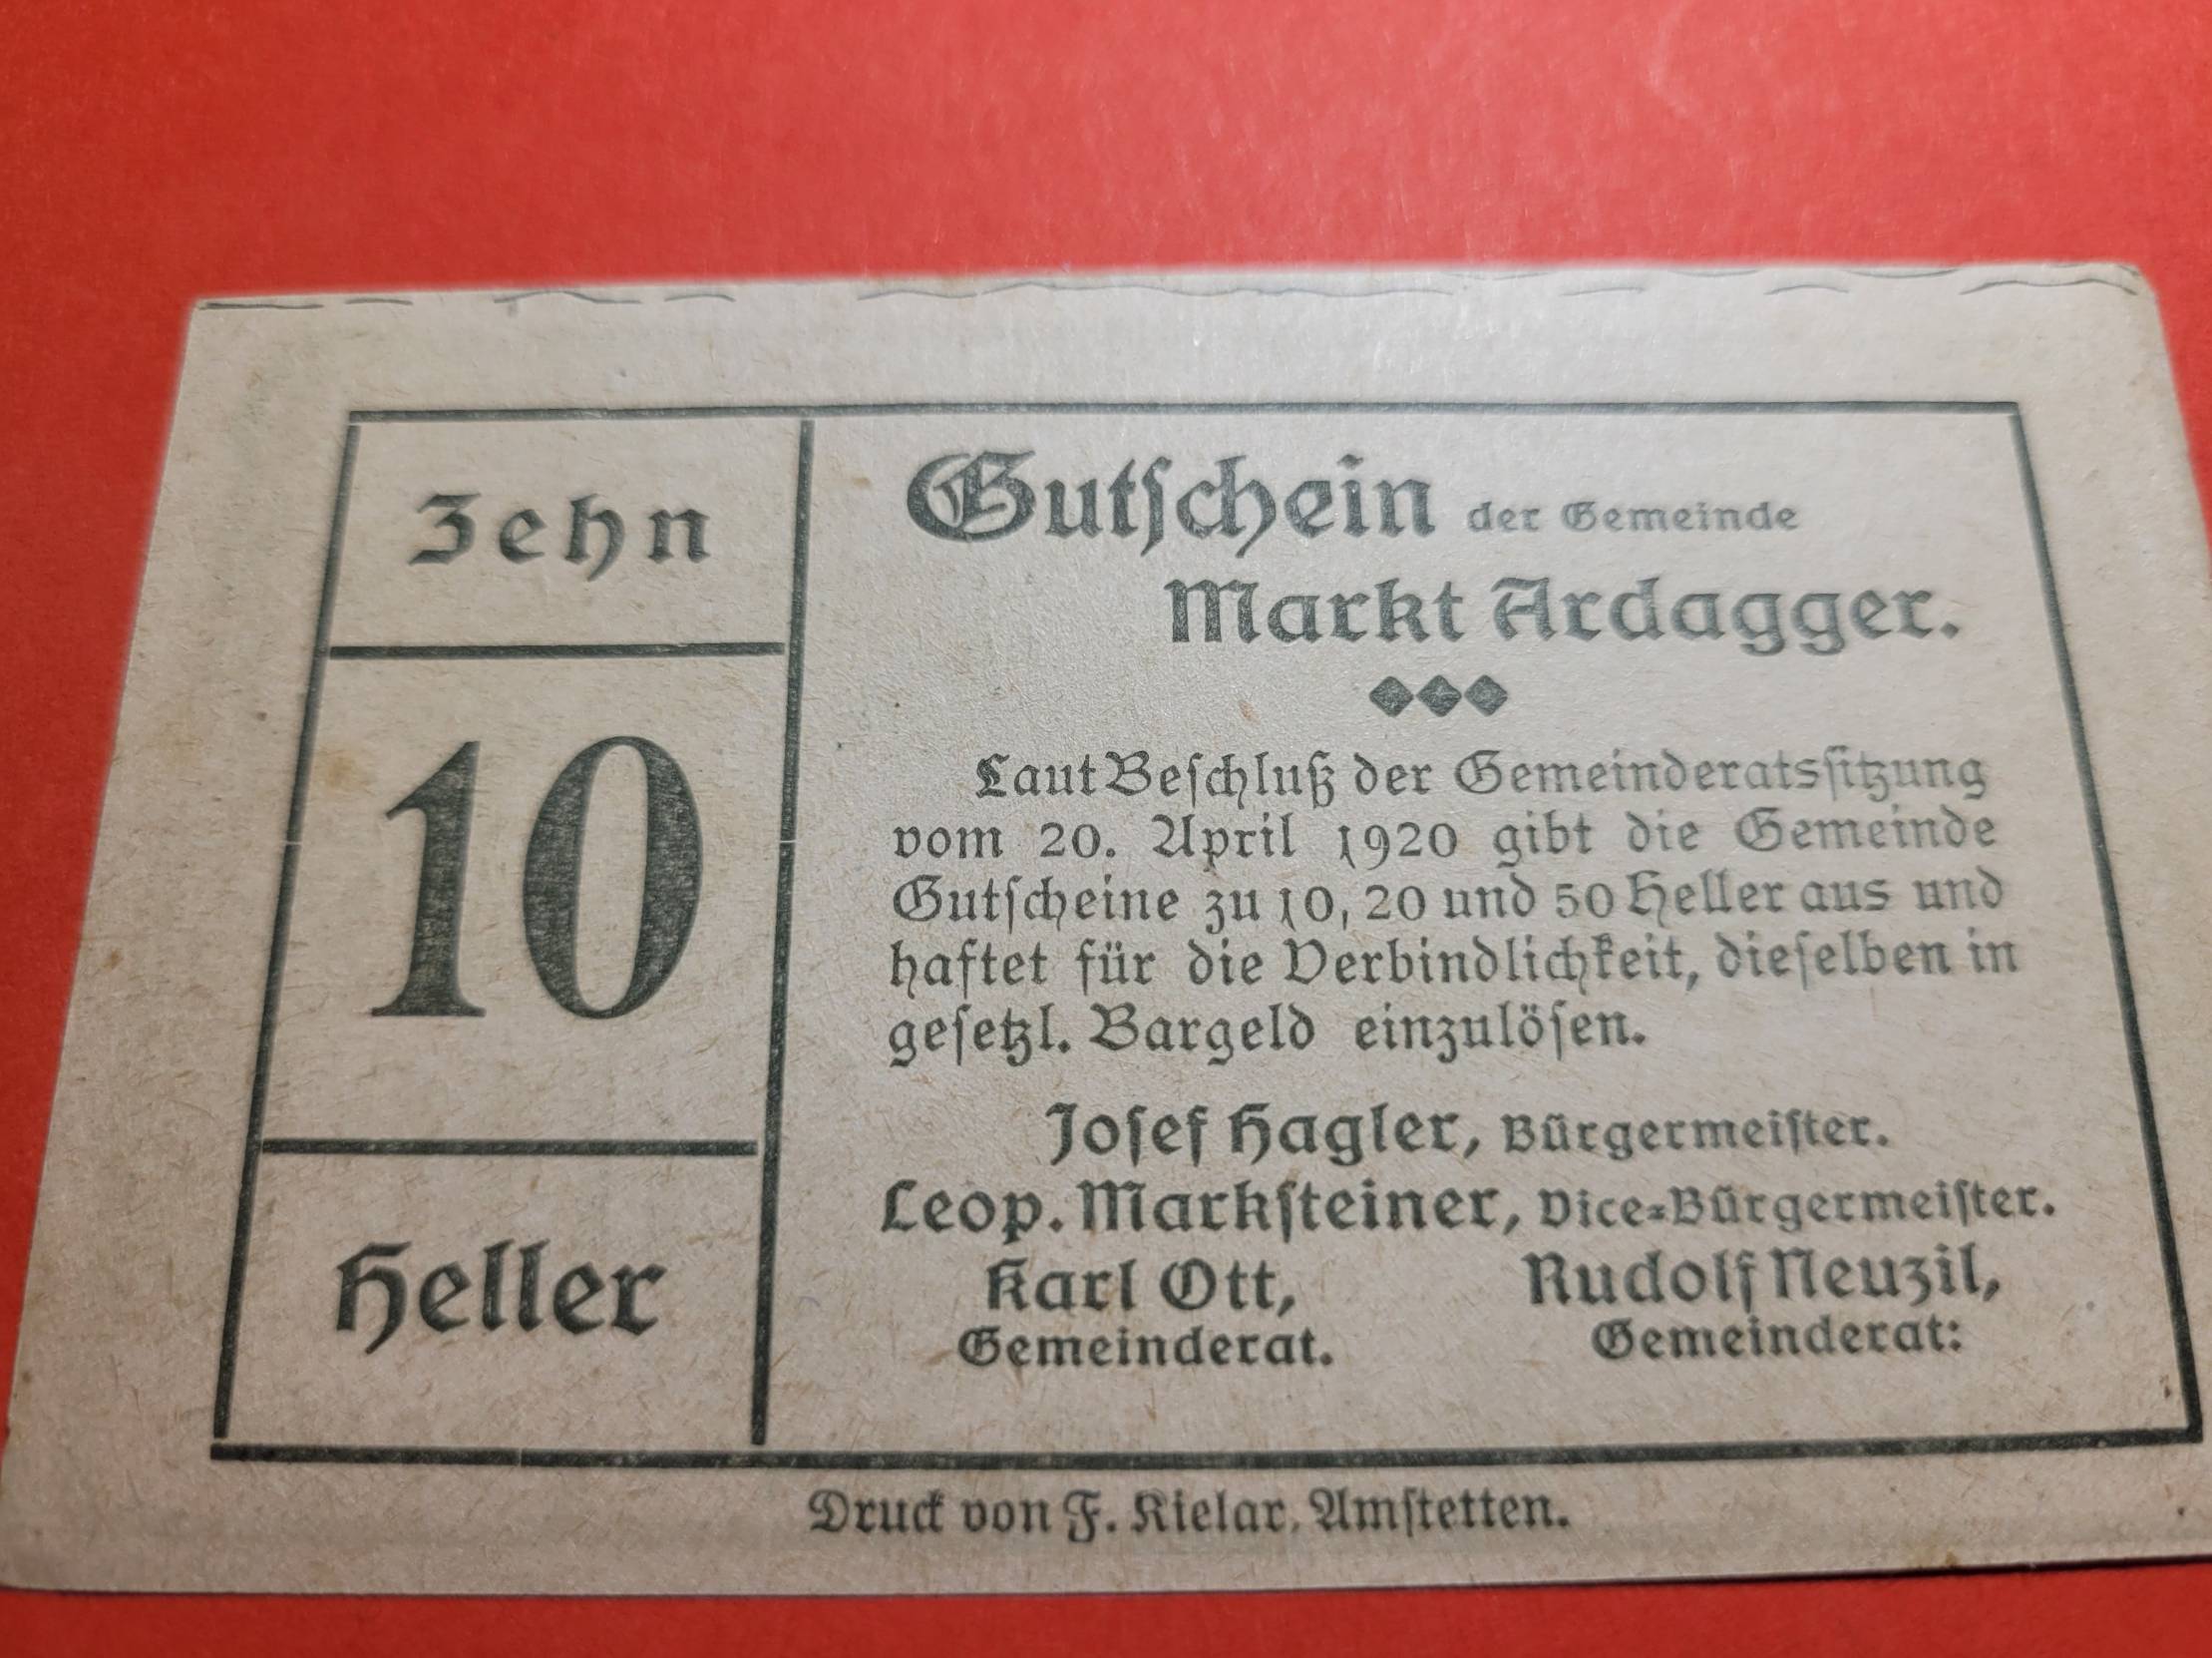 Zehn
10
Heller
Gutschein der Gemeinde
Markt Ardagger.
Laut Beschluß der Gemeinderatssitzung
vom 20. April 1920 gibt die Gemeinde
Gutscheine zu 10, 20 und 50 Heller aus und
haftet für die Verbindlichkeit, dieselben in
gesetzl. Bargeld einzulösen.
Josef Hagler, Bürgermeister.
Leop. Marksteiner, Vice-Bürgermeister.
Karl Ott, Rudolf Neuzil,
Gemeinderat. Gemeinderat:
Druck von F. Kielar, Amstetten.